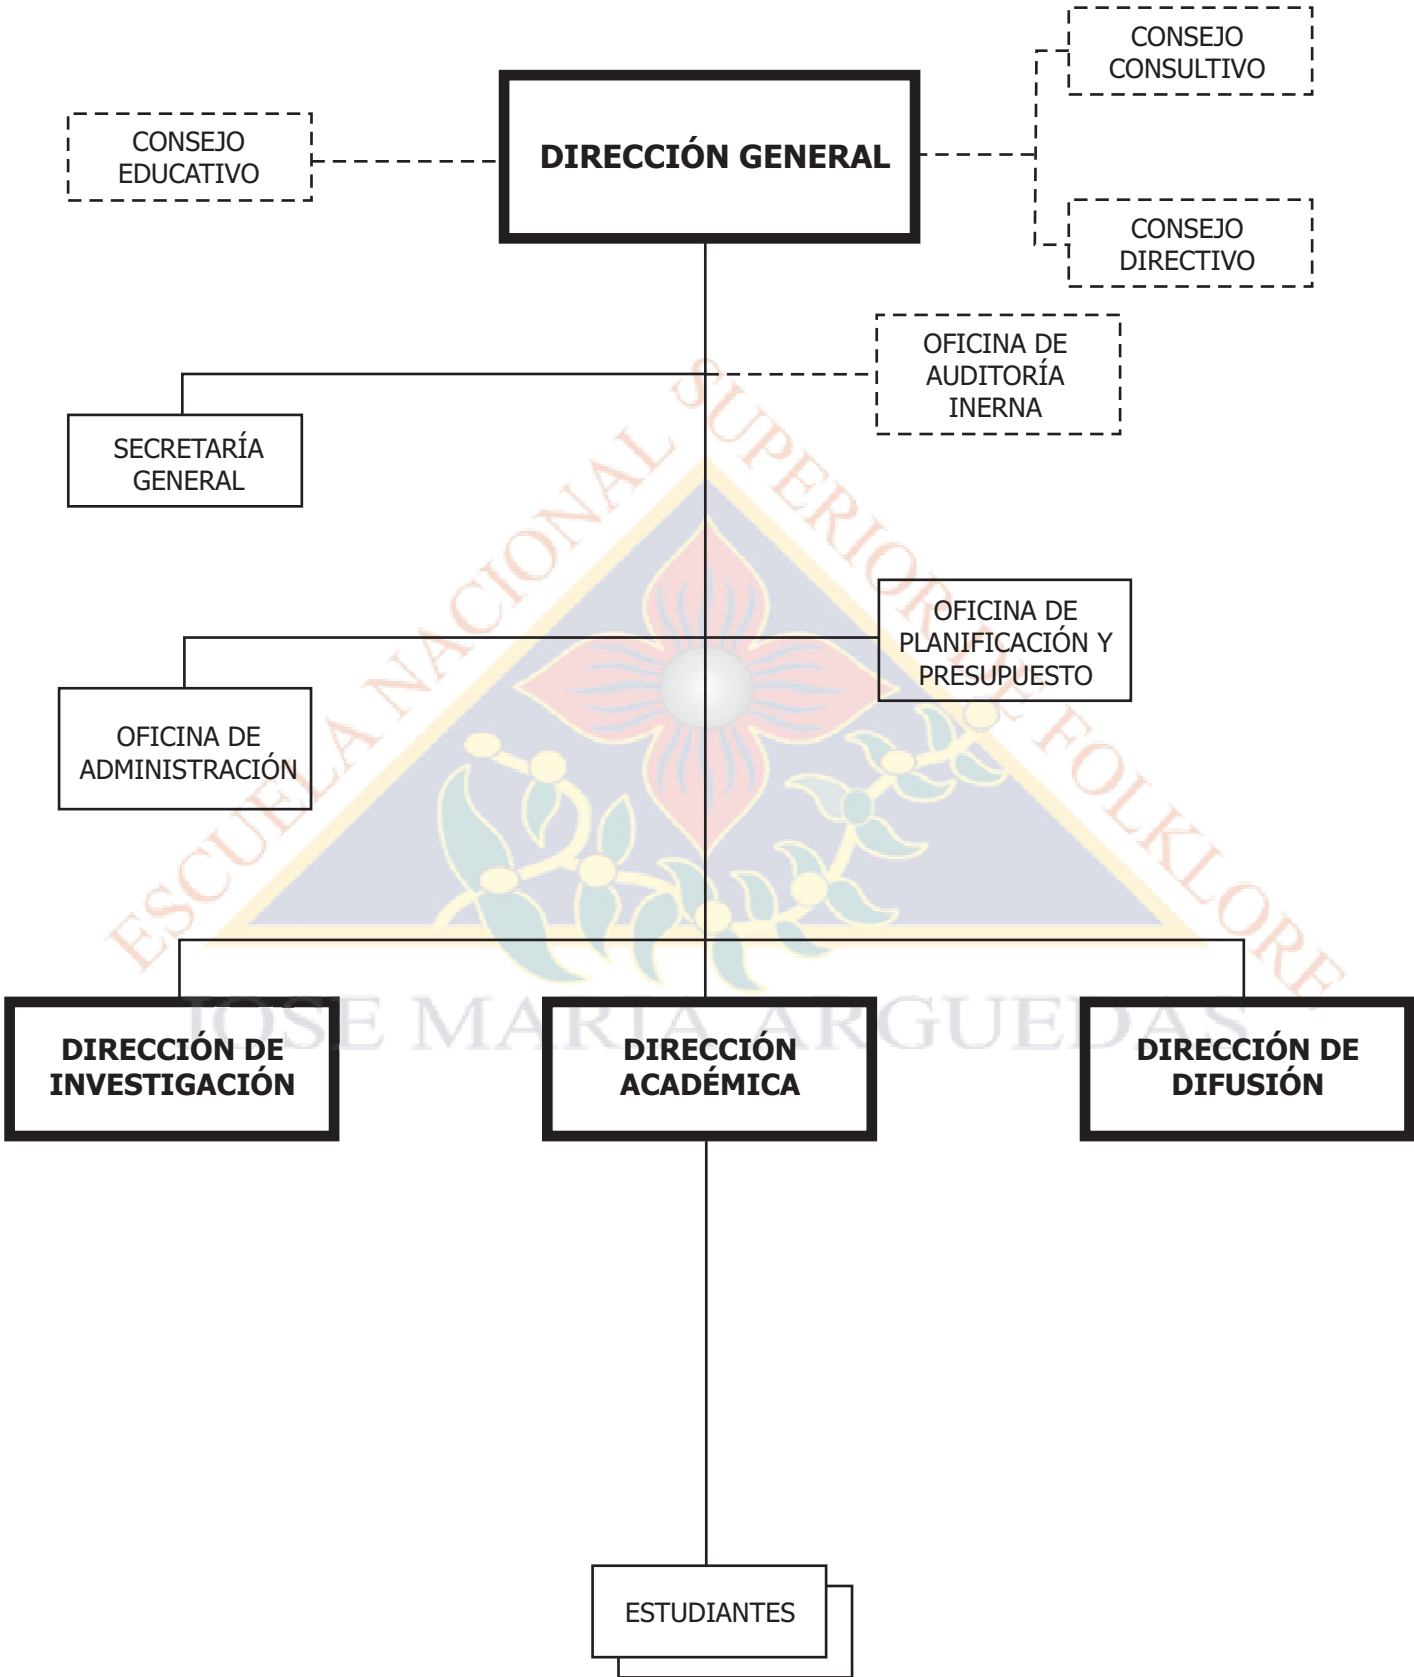 CONSEJO
CONSULTIVO
CONSEJO
EDUCATIVO
DIRECCIÓN GENERAL
CONSEJO
DIRECTIVO
OFICINA DE
AUDITORÍA
INERNA
SECRETARÍA
GENERAL
OFICINA DE
PLANIFICACIÓN Y
PRESUPUESTO
OFICINA DE
ADMINISTRACIÓN
ESCUELA NACIONAL SUPERIOR DE FOLKLORE
JOSE MARIA ARGUEDAS
DIRECCIÓN DE
INVESTIGACIÓN
DIRECCIÓN
ACADÉMICA
DIRECCIÓN DE
DIFUSIÓN
ESTUDIANTES